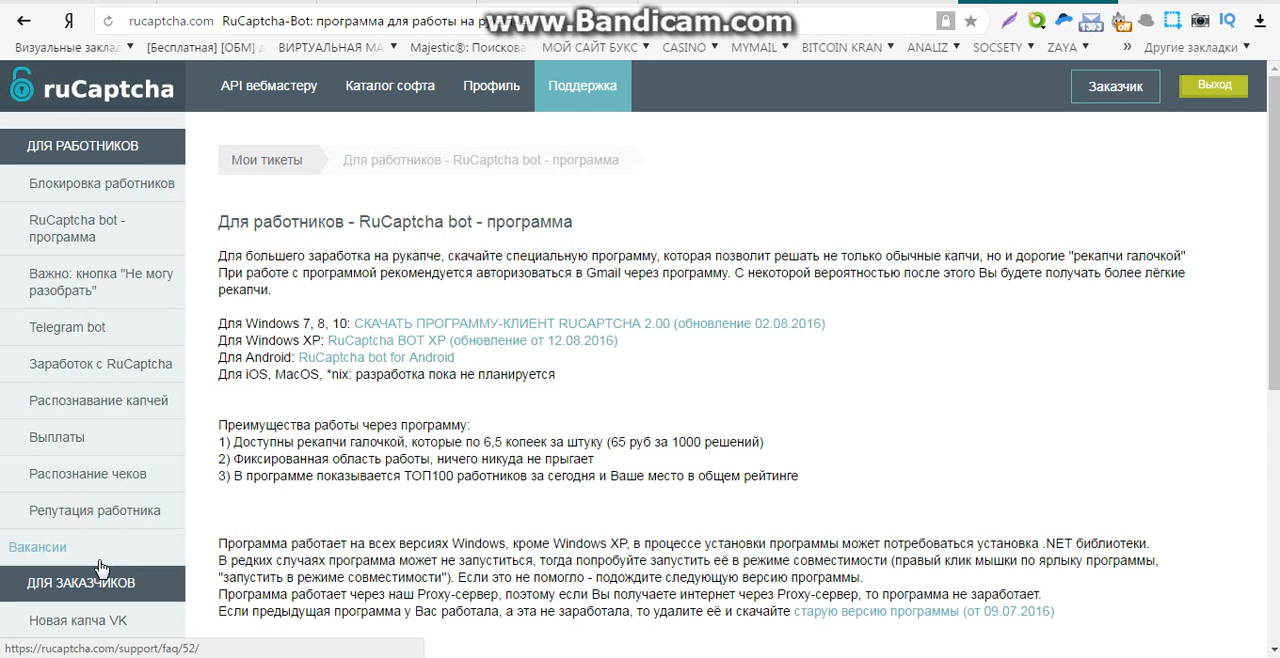 Я
rucaptcha.com RuCaptcha-Bot: программа для работы на
www.Bandicam.com
1393
off
IQ
Визуальные заклад
[Бесплатная] [ОБМ]
ВИРТУАЛЬНАЯ МА
Majestic®: Поискова
МОЙ САЙТ БУКС
CASINO
MYMAIL
BITCOIN KRAN
ANALIZ
SOCSETY
ZAYA
»
Другие закладки
ruCaptcha
API вебмастеру
Каталог софта
Профиль
Поддержка
Заказчик
Выход
ДЛЯ РАБОТНИКОВ
Блокировка работников
RuCaptcha bot -
программа
Важно: кнопка "Не могу
разобрать"
Telegram bot
Заработок с RuCaptcha
Распознавание капчей
Выплаты
Распознание чеков
Репутация работника
Вакансии
ДЛЯ ЗАКАЗЧИКОВ
Новая капча VK
https://rucaptcha.com/support/faq/52/
Мои тикеты
Для работников - RuCaptcha bot - программа
Для работников - RuCaptcha bot - программа
Для большего заработка на рукапче, скачайте специальную программу, которая позволит решать не только обычные капчи, но и дорогие "рекапчи галочкой"
При работе с программой рекомендуется авторизоваться в Gmail через программу. С некоторой вероятностью после этого Вы будете получать более лёгкие
рекапчи.
Для Windows 7, 8, 10: СКАЧАТЬ ПРОГРАММУ-КЛИЕНТ RUCAPTCHA 2.00 (обновление 02.08.2016)
Для Windows XP: RuCaptcha BOT XP (обновление от 12.08.2016)
Для Android: RuCaptcha bot for Android
Для iOS, MacOS, *nix: разработка пока не планируется
Преимущества работы через программу:
1) Доступны рекапчи галочкой, которые по 6,5 копеек за штуку (65 руб за 1000 решений)
2) Фиксированная область работы, ничего никуда не прыгает
3) В программе показывается ТОП100 работников за сегодня и Ваше место в общем рейтинге
Программа работает на всех версиях Windows, кроме Windows XP, в процессе установки программы может потребоваться установка .NET библиотеки.
В редких случаях программа может не запуститься, тогда попробуйте запустить её в режиме совместимости (правый клик мышки по ярлыку программы,
"запустить в режиме совместимости"). Если это не помогло - подождите следующую версию программы.
Программа работает через наш Proxy-сервер, поэтому если Вы получаете интернет через Proxy-сервер, то программа не заработает.
Если предыдущая программа у Вас работала, а эта не заработала, то удалите её и скачайте старую версию программы (от 09.07.2016)